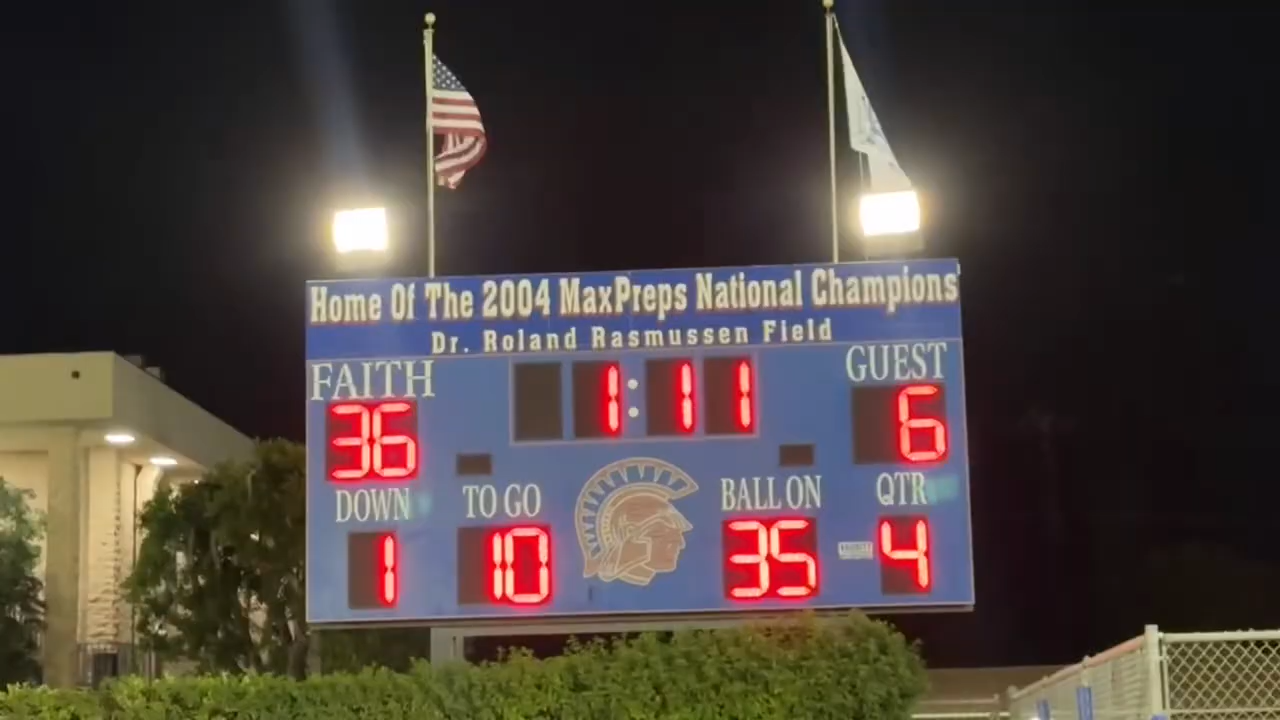 Home Of The 2004 MaxPreps National Champions
Dr. Roland Rasmussen Field
FAITH 1:11 GUEST
36 6
DOWN TO GO BALL ON QTR
1 10 35 4